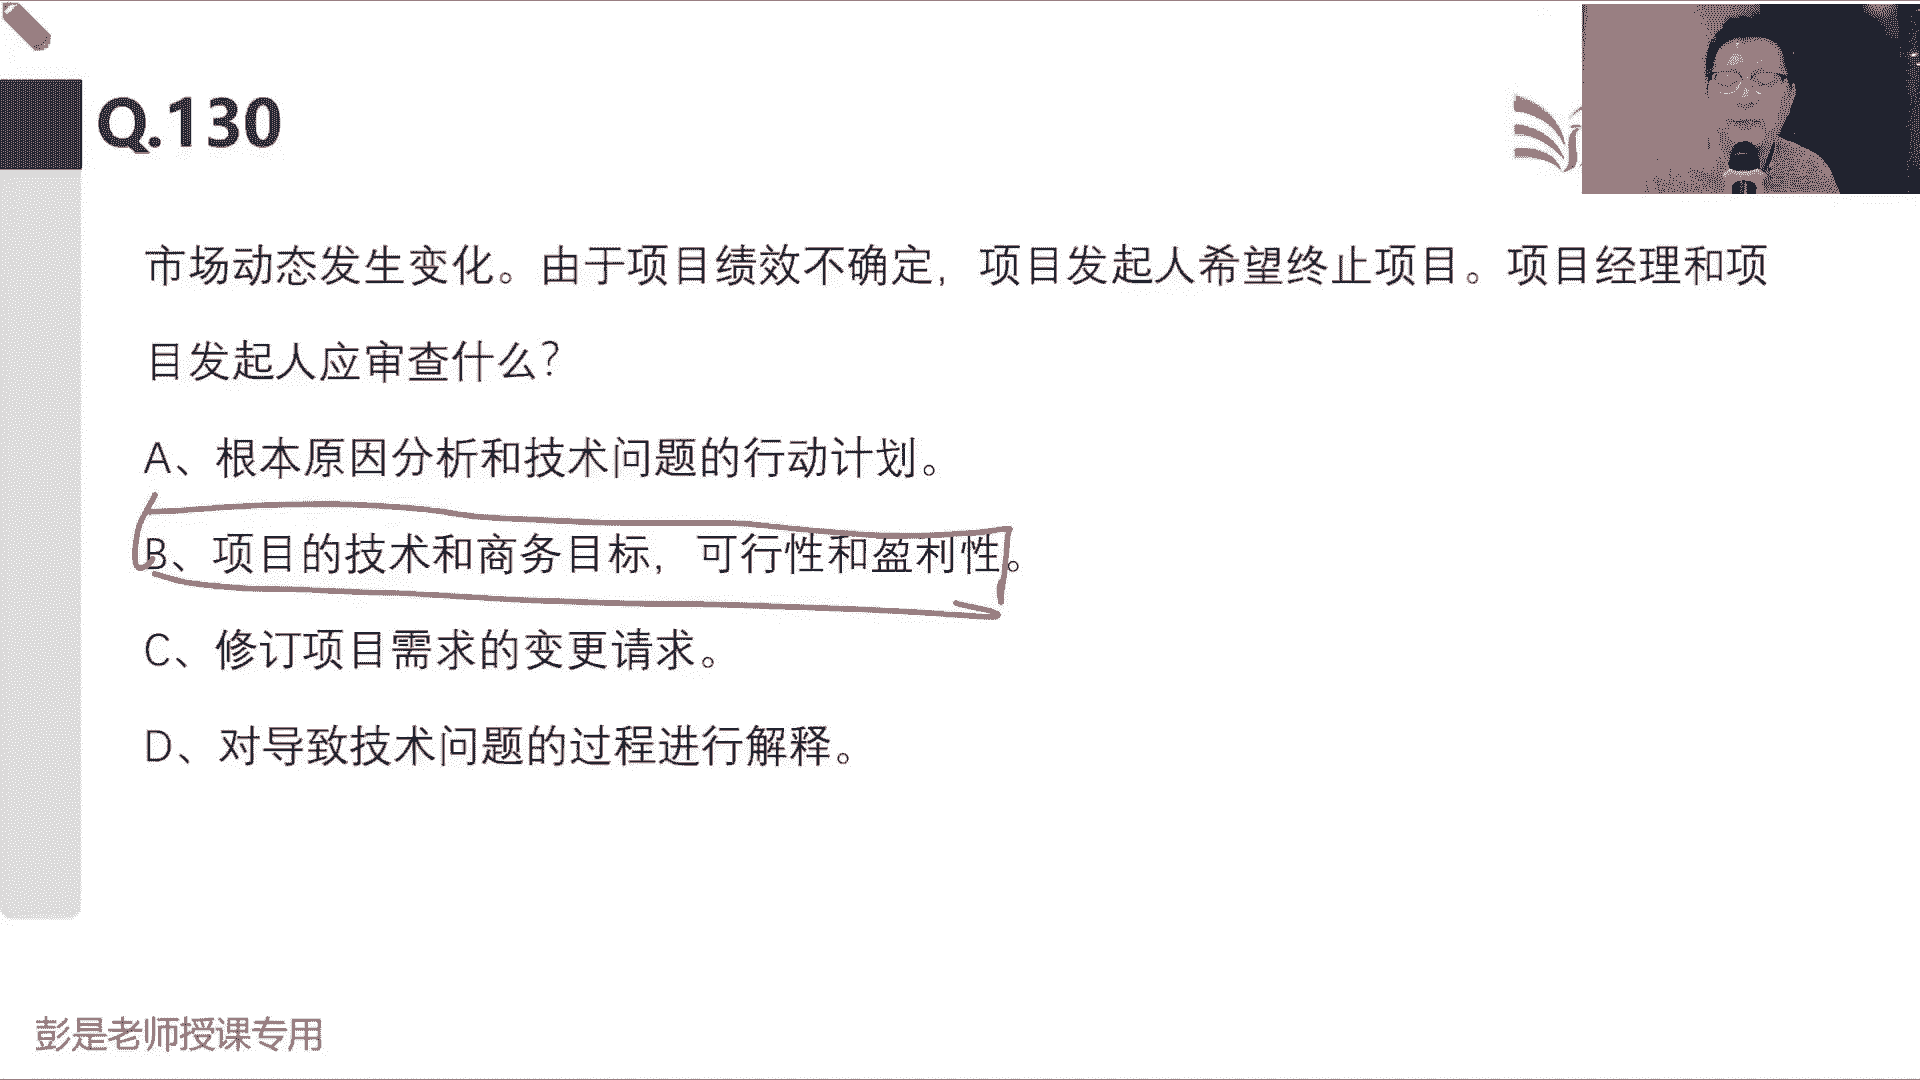 Q.130
市场动态发生变化。由于项目绩效不确定，项目发起人希望终止项目。项目经理和项
目发起人应审查什么？
A、根本原因分析和技术问题的行动计划。
B、项目的技术和商务目标，可行性和盈利性。
C、修订项目需求的变更请求。
D、对导致技术问题的过程进行解释。
彭是老师授课专用